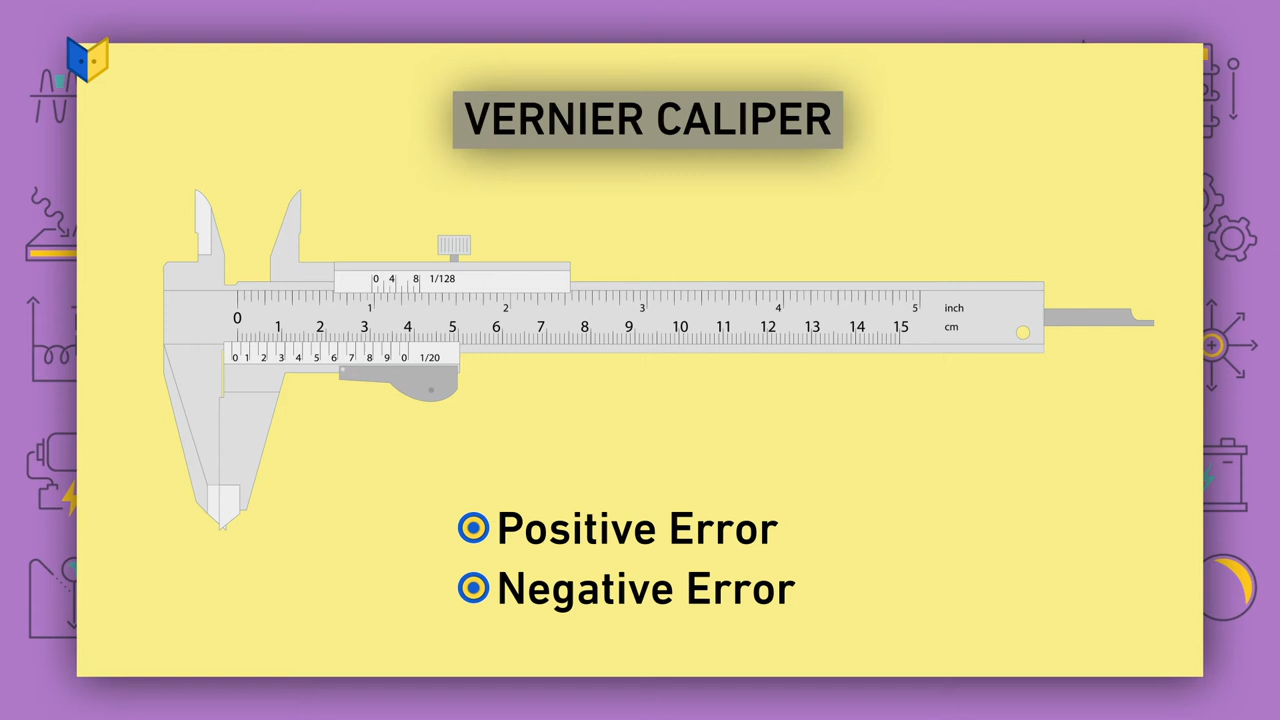 VERNIER CALIPER
0 4 8 1/128
1 2 3 4 5 inch
0 1 2 3 4 5 6 7 8 9 10 11 12 13 14 15 cm
0 1 2 3 4 5 6 7 8 9 0 1/20
Positive Error
Negative Error